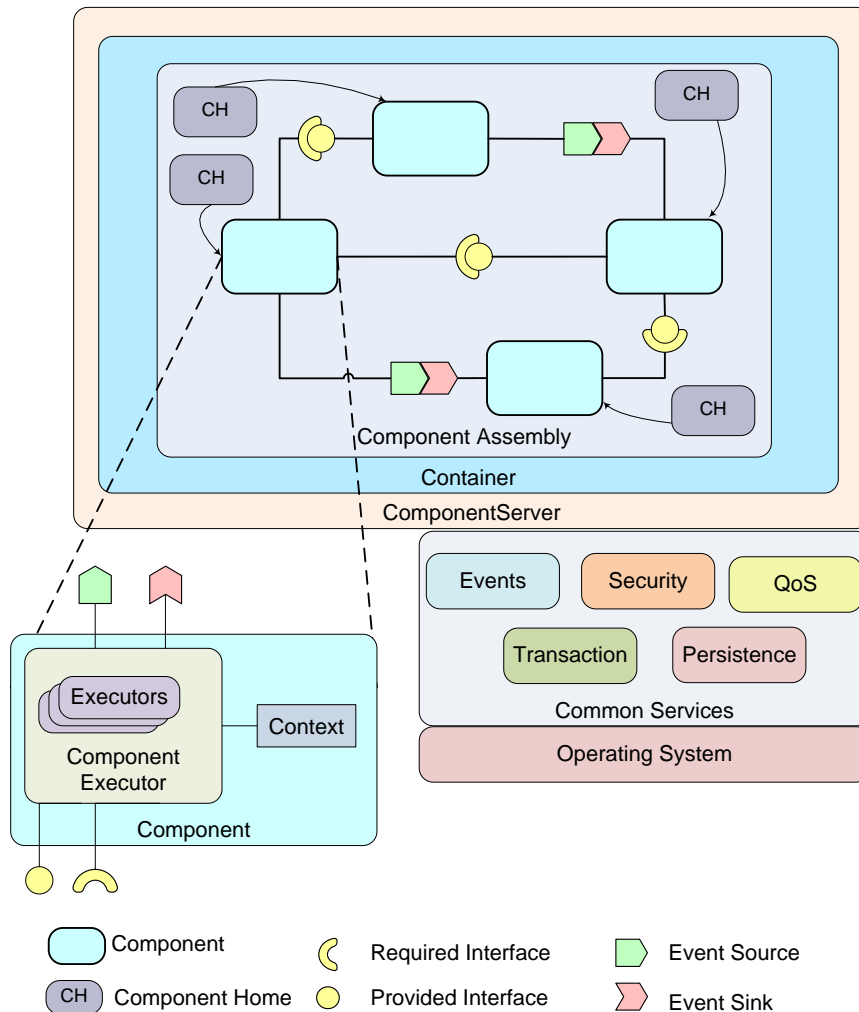 CH
CH
CH
CH
Component Assembly
Container
ComponentServer
Events
Security
QoS
Transaction
Persistence
Common Services
Operating System
Executors
Context
Component
Executor
Component
Component
Required Interface
Event Source
CH
Component Home
Provided Interface
Event Sink